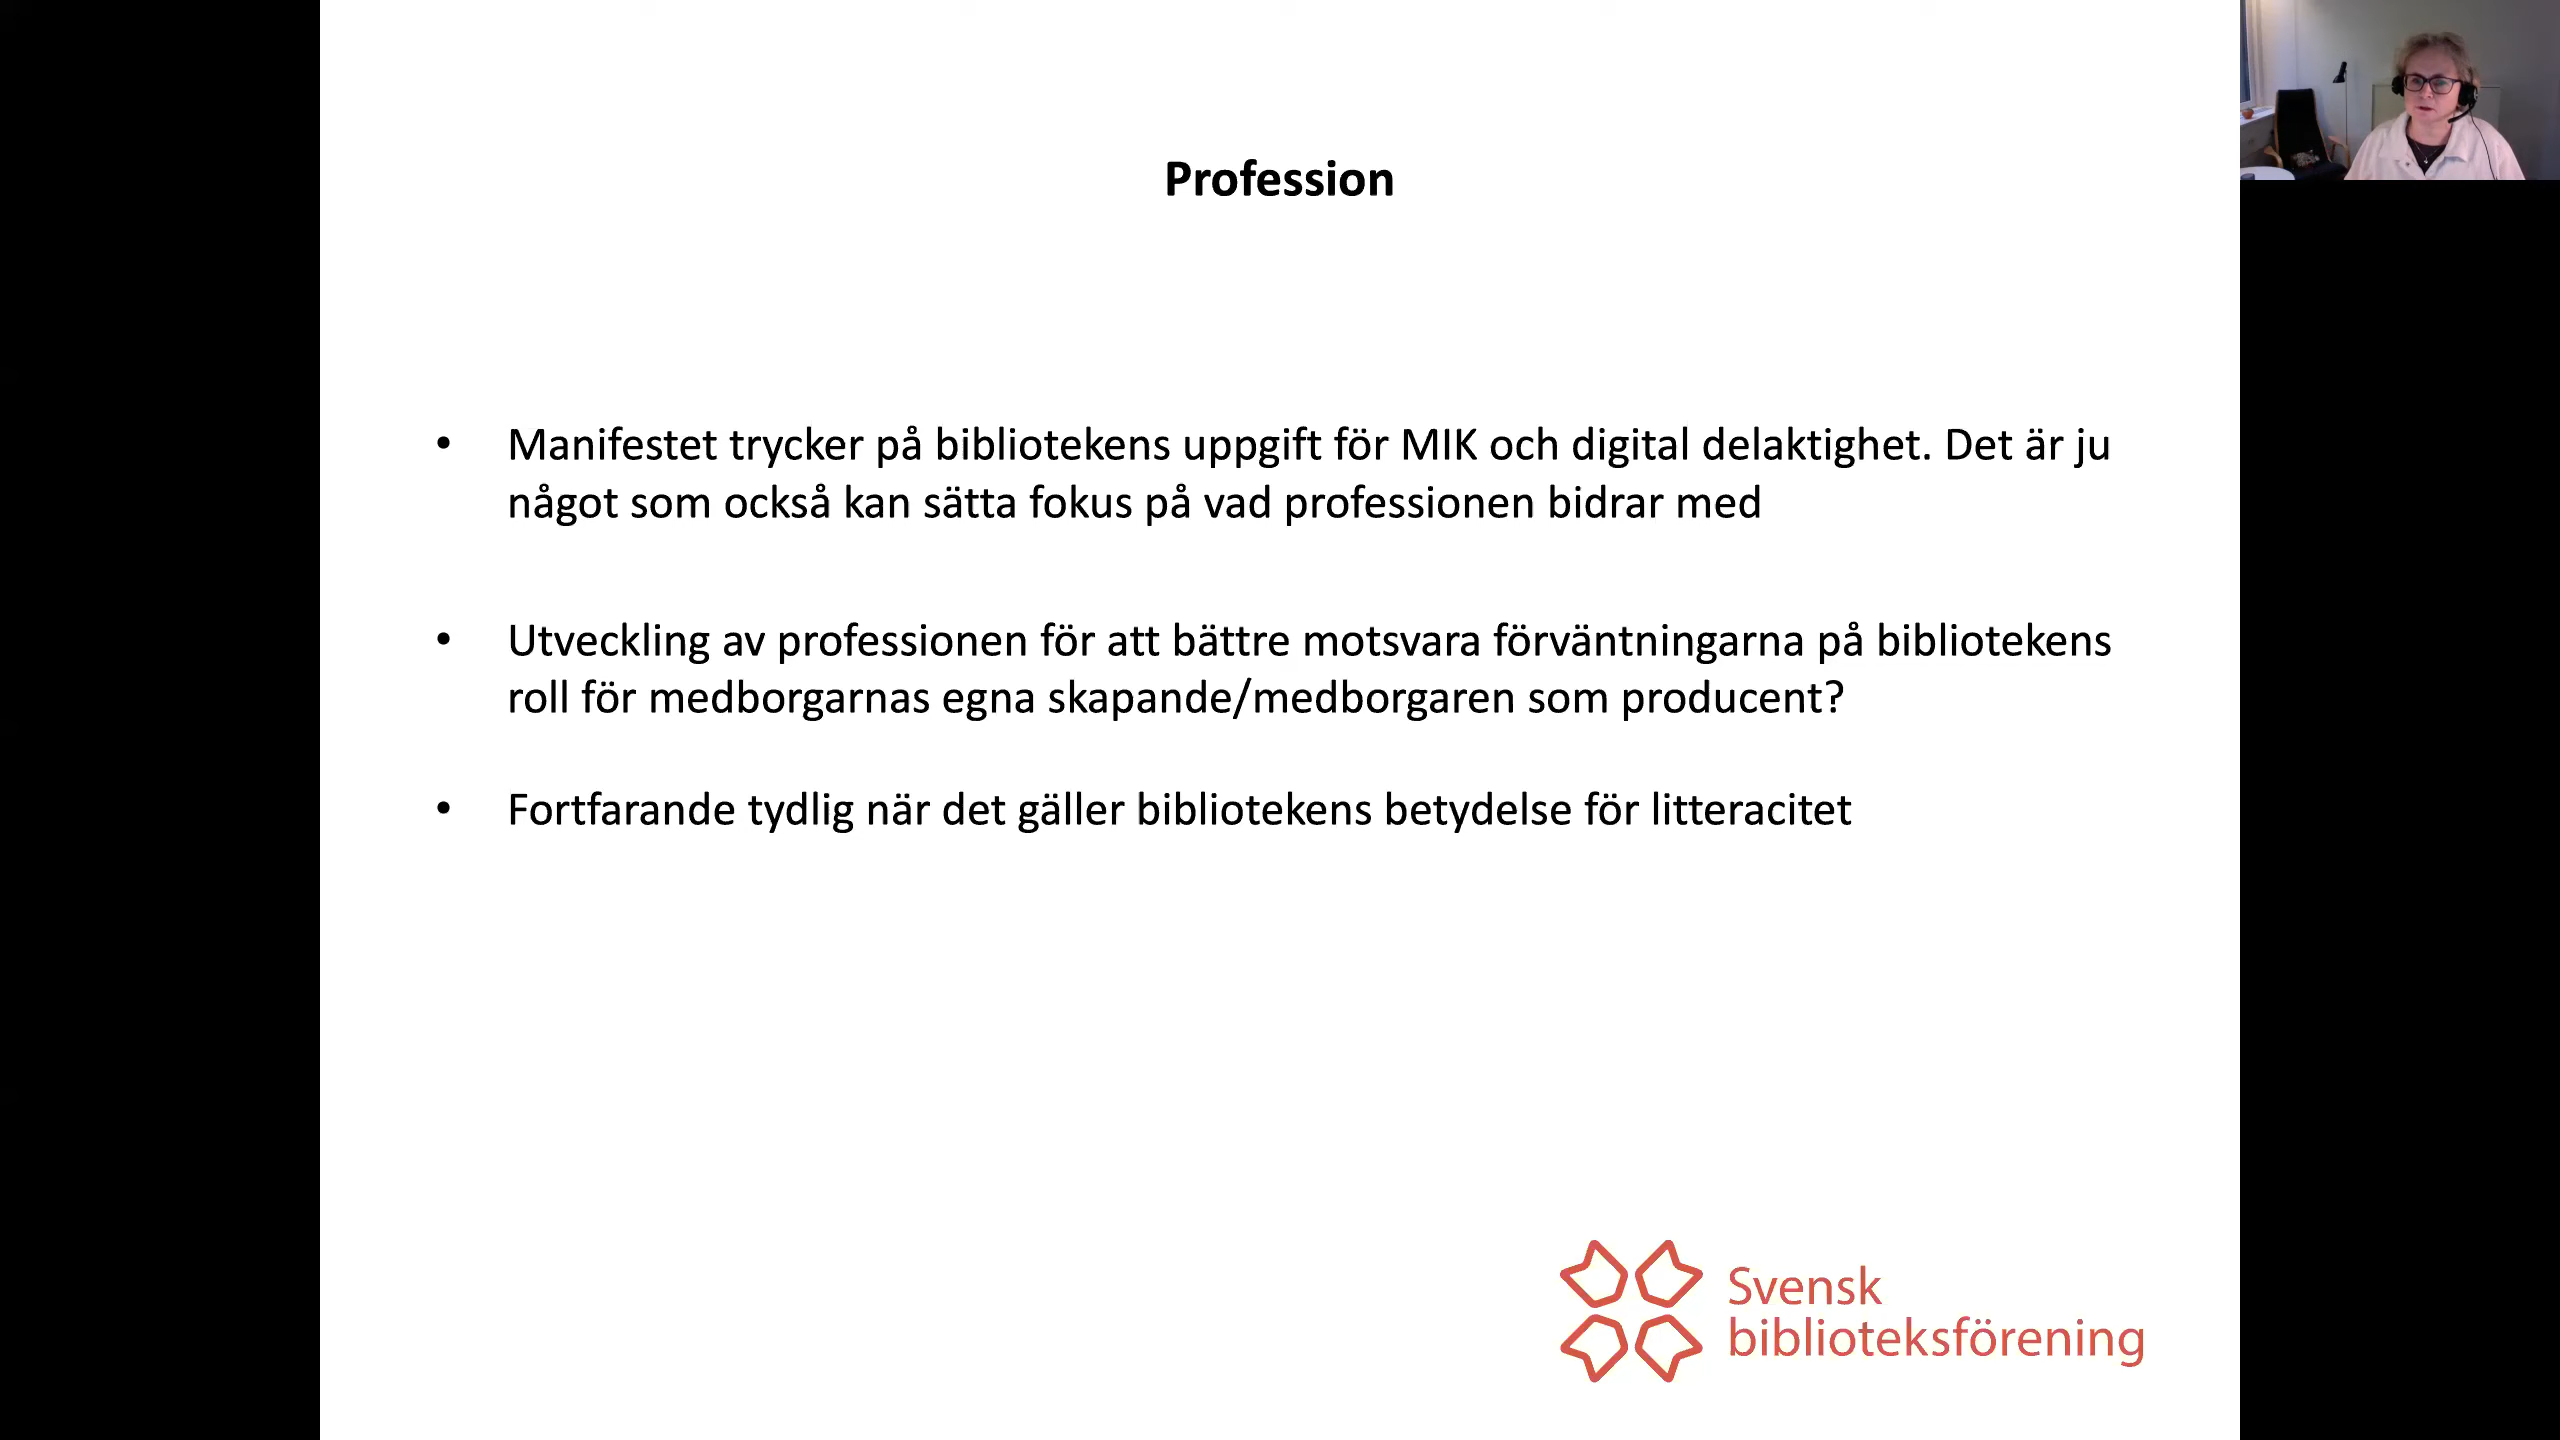 Profession
• Manifestet trycker på bibliotekens uppgift för MIK och digital delaktighet. Det är ju
något som också kan sätta fokus på vad professionen bidrar med
• Utveckling av professionen för att bättre motsvara förväntningarna på bibliotekens
roll för medborgarnas egna skapande/medborgaren som producent?
• Fortfarande tydlig när det gäller bibliotekens betydelse för litteracitet
Svensk
biblioteksförening